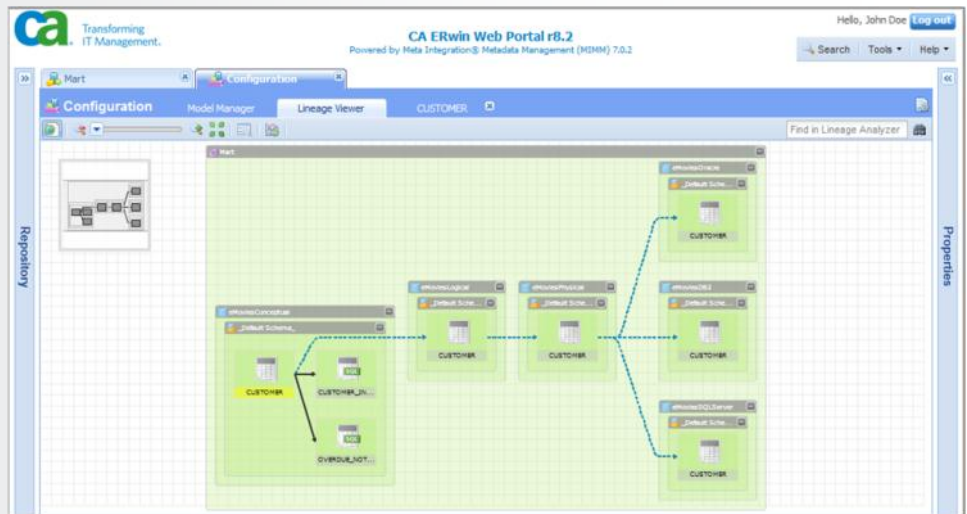 ca
Transforming
IT Management.
CA ERwin Web Portal r8.2
Powered by Meta Integration® Metadata Management (MIMM) 7.0.2
Hello, John Doe Log out
Search Tools Help
Mart Configuration
Configuration Model Manager Lineage Viewer CUSTOMER
Find in Lineage Analyzer
Repository
Properties
Mart
eMoviesOracle
_Default Sche...
CUSTOMER
eMoviesLogical
_Default Sche...
CUSTOMER
eMoviesPhysical
_Default Sche...
CUSTOMER
eMoviesDB2
_Default Sche...
CUSTOMER
eMoviesConceptual
_Default Schema_
CUSTOMER
CUSTOMER_IN...
SQL
OVERDUE_NOT...
SQL
eMoviesSQLServer
_Default Sche...
CUSTOMER